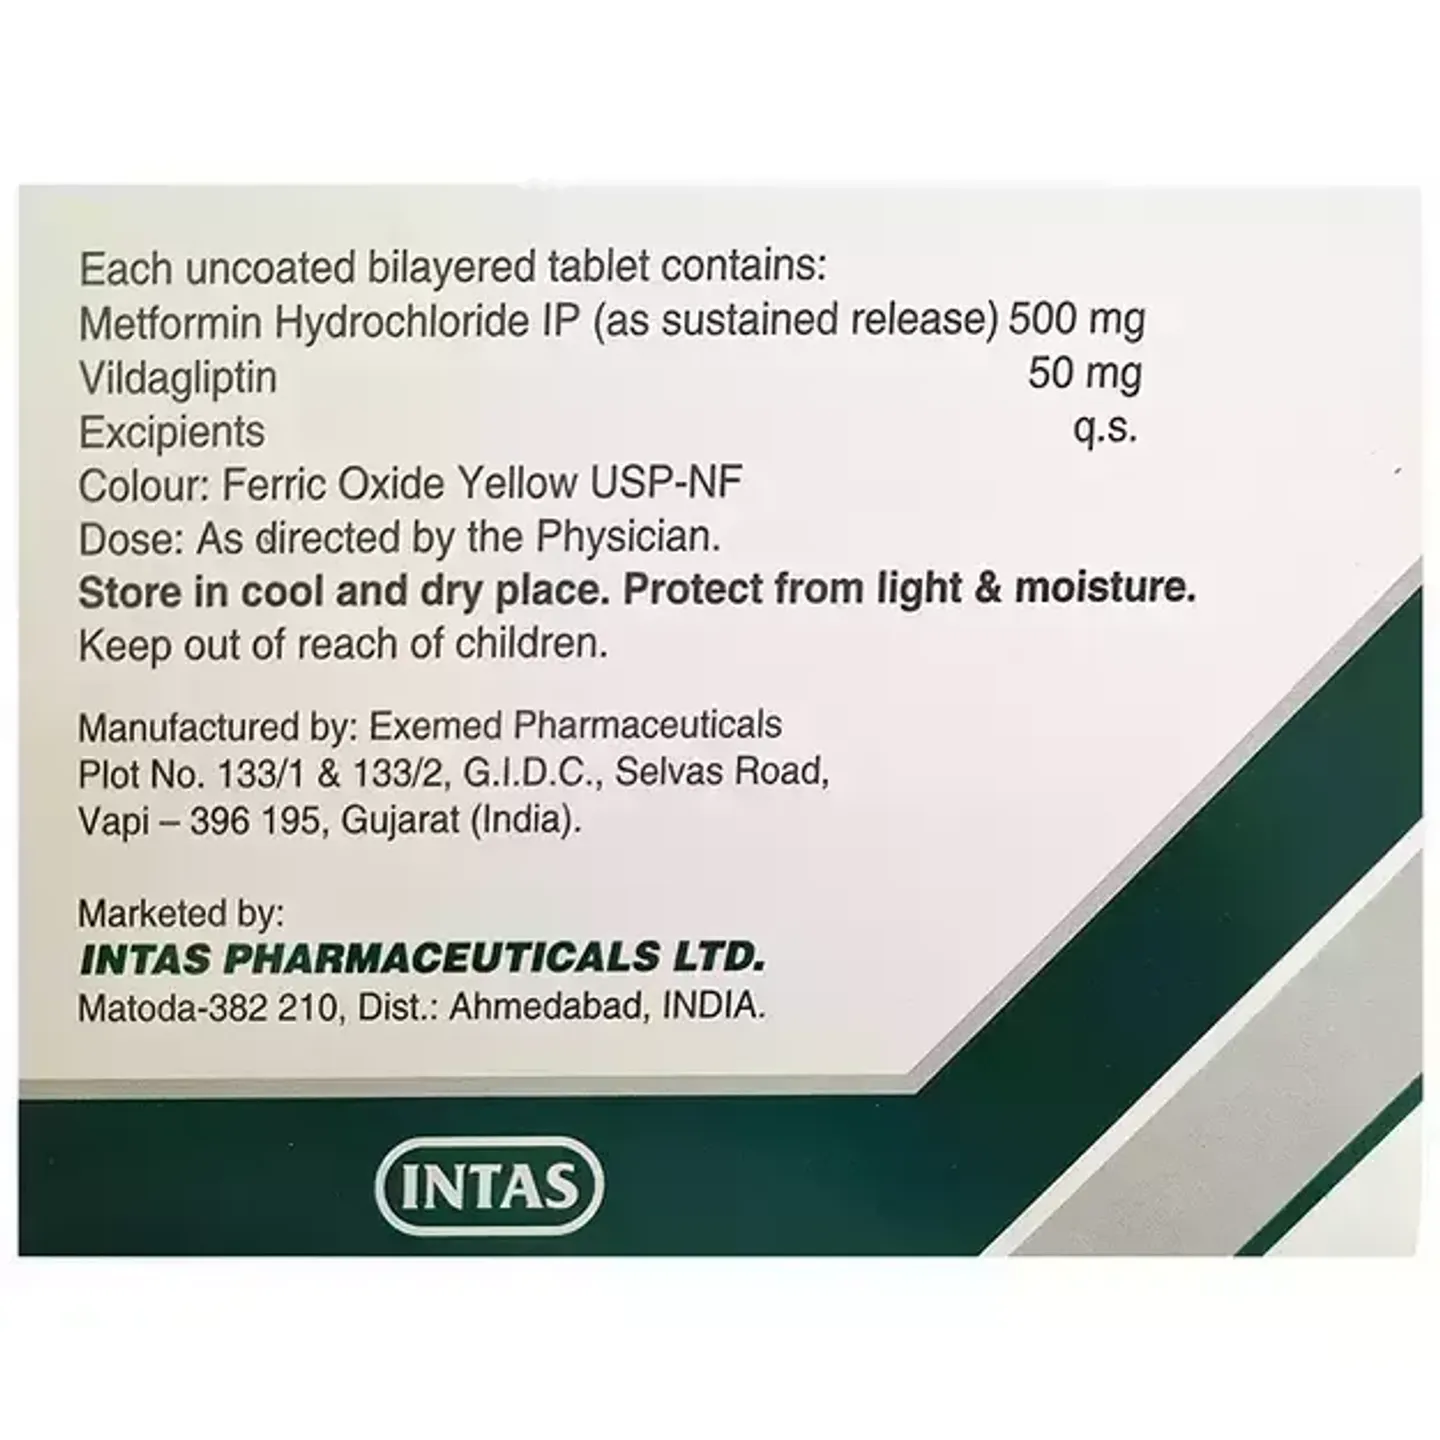 Each uncoated bilayered tablet contains:
Metformin Hydrochloride IP (as sustained release) 500 mg
Vildagliptin 50 mg
Excipients q.s.
Colour: Ferric Oxide Yellow USP-NF
Dose: As directed by the Physician.
Store in cool and dry place. Protect from light & moisture.
Keep out of reach of children.
Manufactured by: Exemed Pharmaceuticals
Plot No. 133/1 & 133/2, G.I.D.C., Selvas Road,
Vapi – 396 195, Gujarat (India).
Marketed by:
INTAS PHARMACEUTICALS LTD.
Matoda-382 210, Dist.: Ahmedabad, INDIA.
INTAS